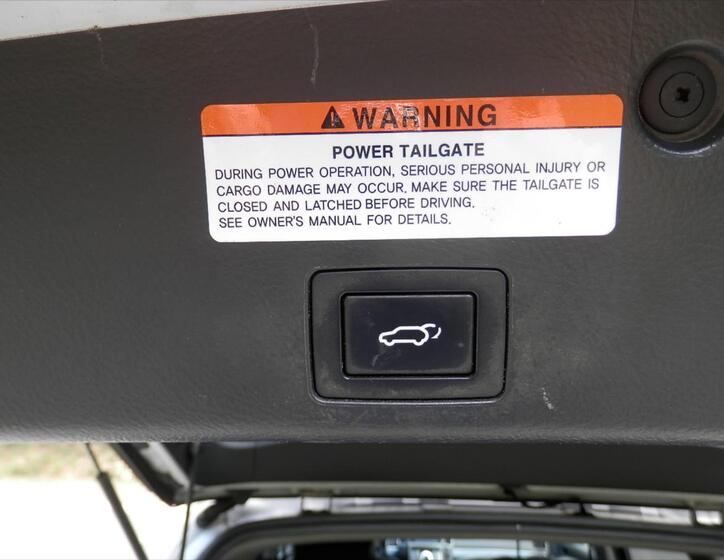 WARNING
POWER TAILGATE
DURING POWER OPERATION, SERIOUS PERSONAL INJURY OR
CARGO DAMAGE MAY OCCUR. MAKE SURE THE TAILGATE IS
CLOSED AND LATCHED BEFORE DRIVING.
SEE OWNER'S MANUAL FOR DETAILS.